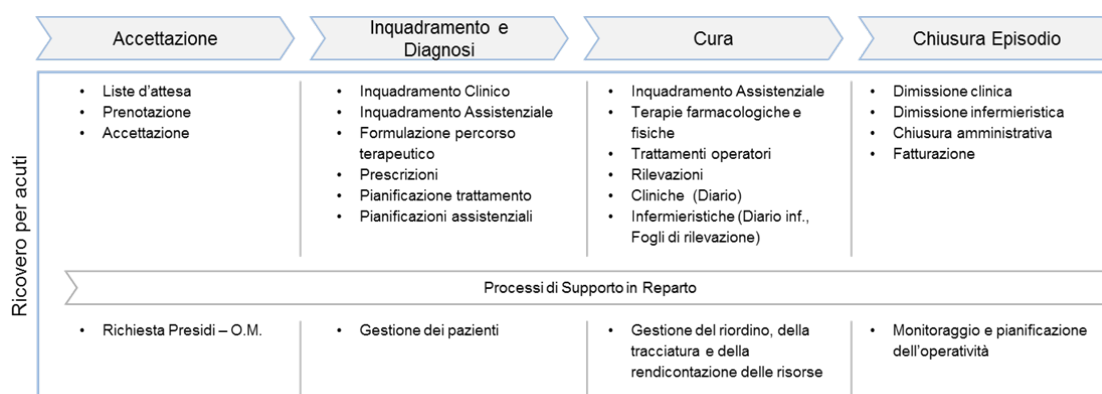 Accettazione
Inquadramento e
Diagnosi
Cura
Chiusura Episodio
Ricovero per acuti
• Liste d'attesa
• Prenotazione
• Accettazione
• Inquadramento Clinico
• Inquadramento Assistenziale
• Formulazione percorso
terapeutico
• Prescrizioni
• Pianificazione trattamento
• Pianificazioni assistenziali
• Inquadramento Assistenziale
• Terapie farmacologiche e
fisiche
• Trattamenti operatori
• Rilevazioni
• Cliniche (Diario)
• Infermieristiche (Diario inf.,
Fogli di rilevazione)
• Dimissione clinica
• Dimissione infermieristica
• Chiusura amministrativa
• Fatturazione
Processi di Supporto in Reparto
• Richiesta Presidi – O.M.
• Gestione dei pazienti
• Gestione del riordino, della
tracciatura e della
rendicontazione delle risorse
• Monitoraggio e pianificazione
dell'operatività